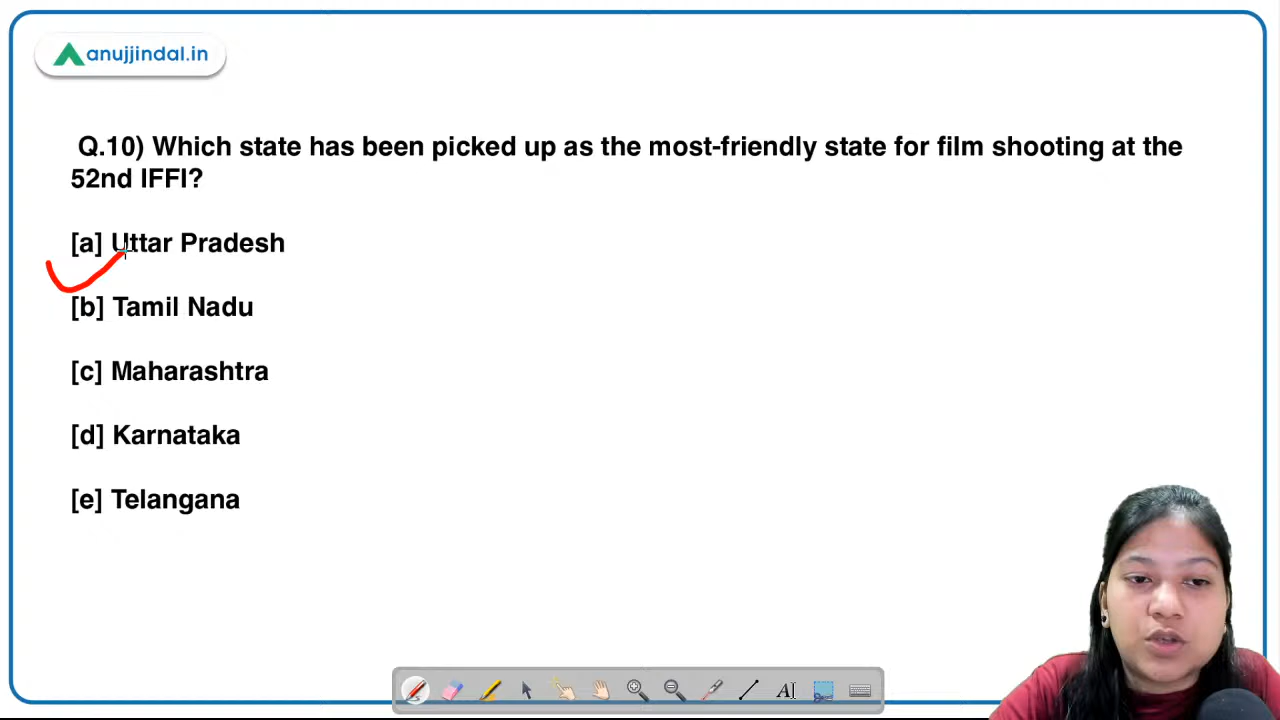 anujjindal.in
Q.10) Which state has been picked up as the most-friendly state for film shooting at the
52nd IFFI?
[a] Uttar Pradesh
[b] Tamil Nadu
[c] Maharashtra
[d] Karnataka
[e] Telangana
A